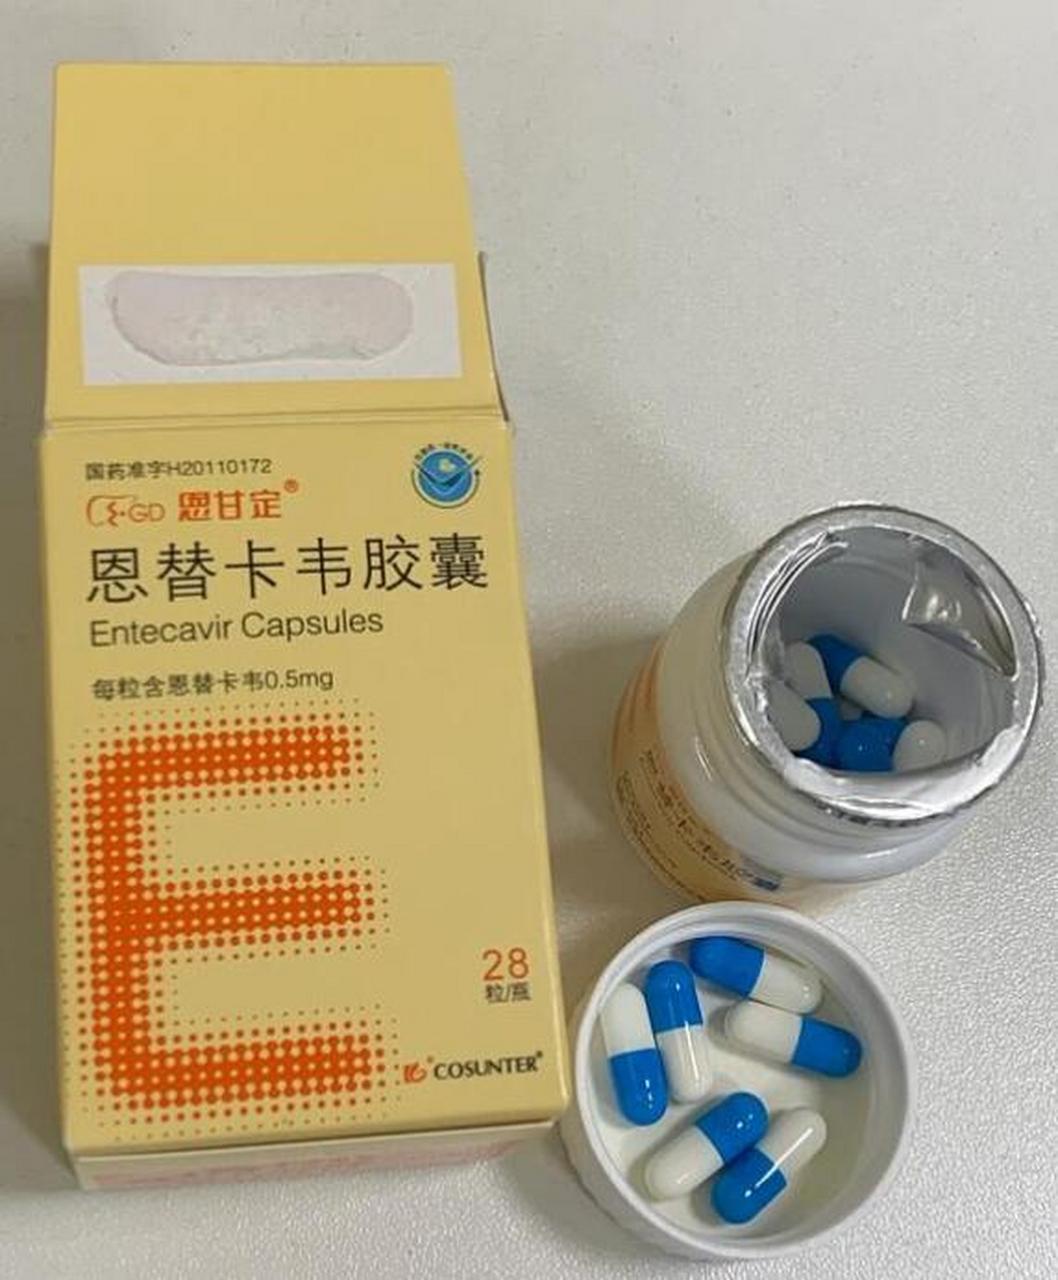 国药准字H20110172
GD 恩甘定®
恩替卡韦胶囊
Entecavir Capsules
每粒含恩替卡韦0.5mg
28
粒/瓶
COSUNTER®